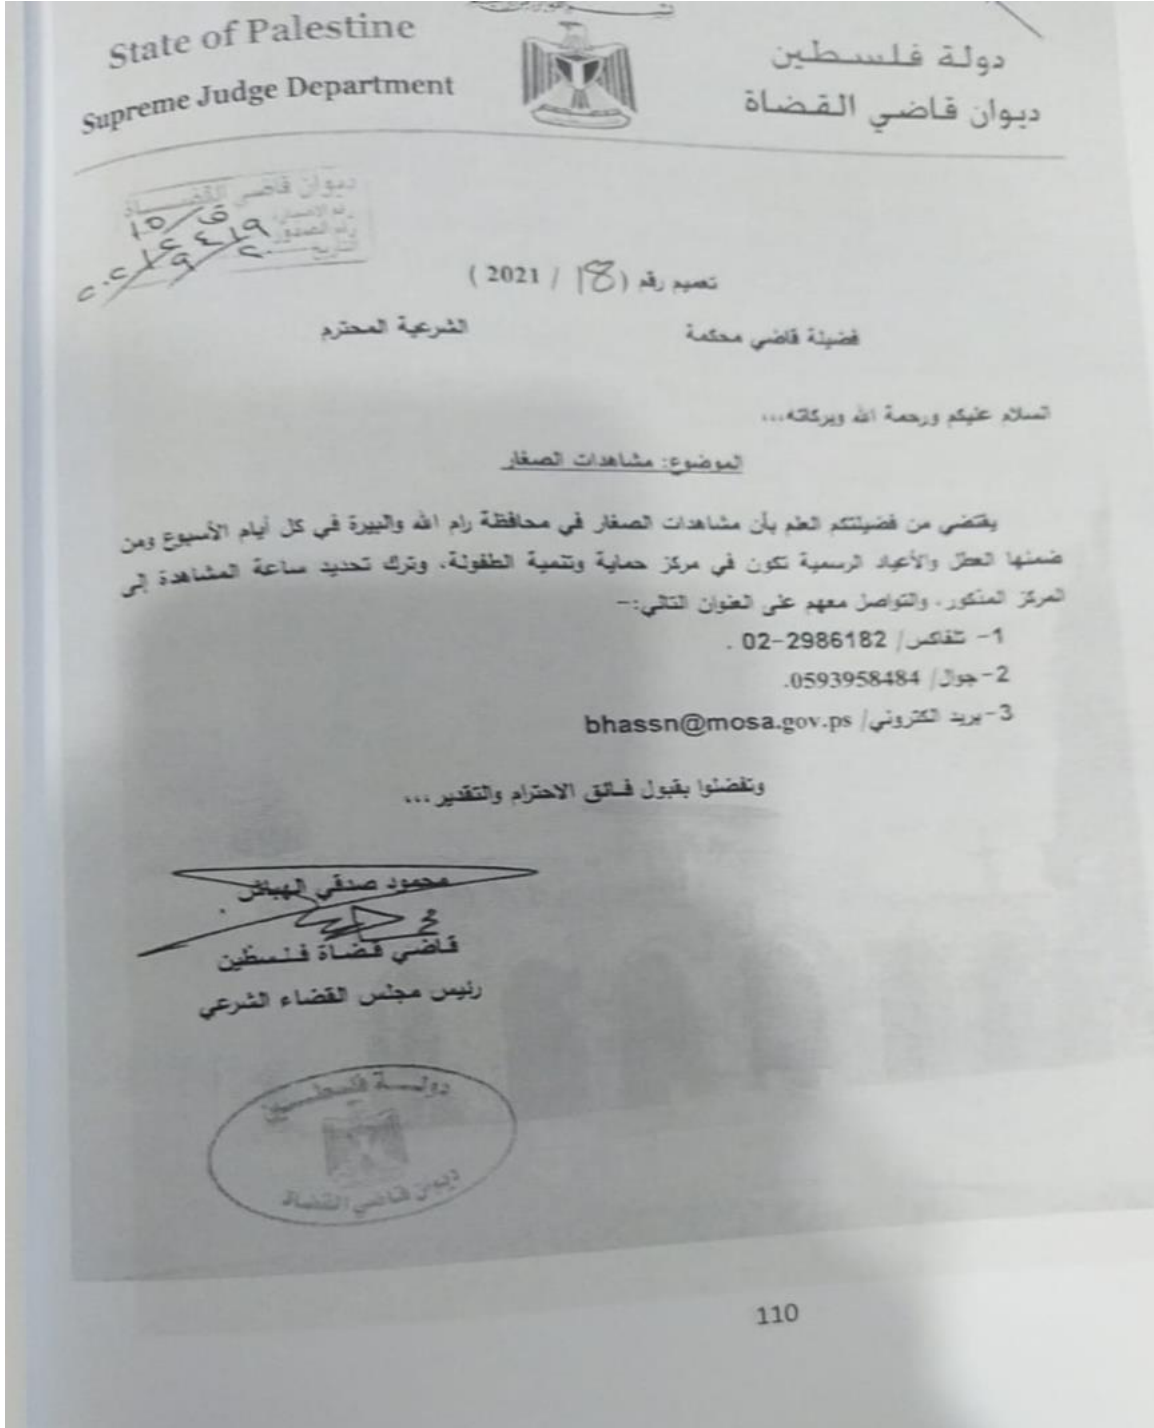 State of Palestine
Supreme Judge Department
دولة فلسطين
ديوان قاضي القضاة
ديوان قاضي القضاة
تعميم رقم (18 / 2021 )
فضيلة قاضي محكمة الشرعية المحترم
السلام عليكم ورحمة الله وبركاته...
الموضوع: مشاهدات الصغار
يقتضي من فضيلتكم العلم بأن مشاهدات الصغار في محافظة رام الله والبيرة في كل أيام الأسبوع ومن
ضمنها العطل والأعياد الرسمية تكون في مركز حماية وتنمية الطفولة، وترك تحديد ساعة المشاهدة إلى
المركز المذكور، والتواصل معهم على العنوان التالي:-
1- تلفاكس/ 02-2986182 .
2-جوال/ 0593958484.
3-بريد الكتروني/ bhassn@mosa.gov.ps
وتفضلوا بقبول فائق الاحترام والتقدير...
محمود صدقي الهباش
قاضي قضاة فلسطين
رئيس مجلس القضاء الشرعي
دولة فلسطين
ديوان قاضي القضاة
110